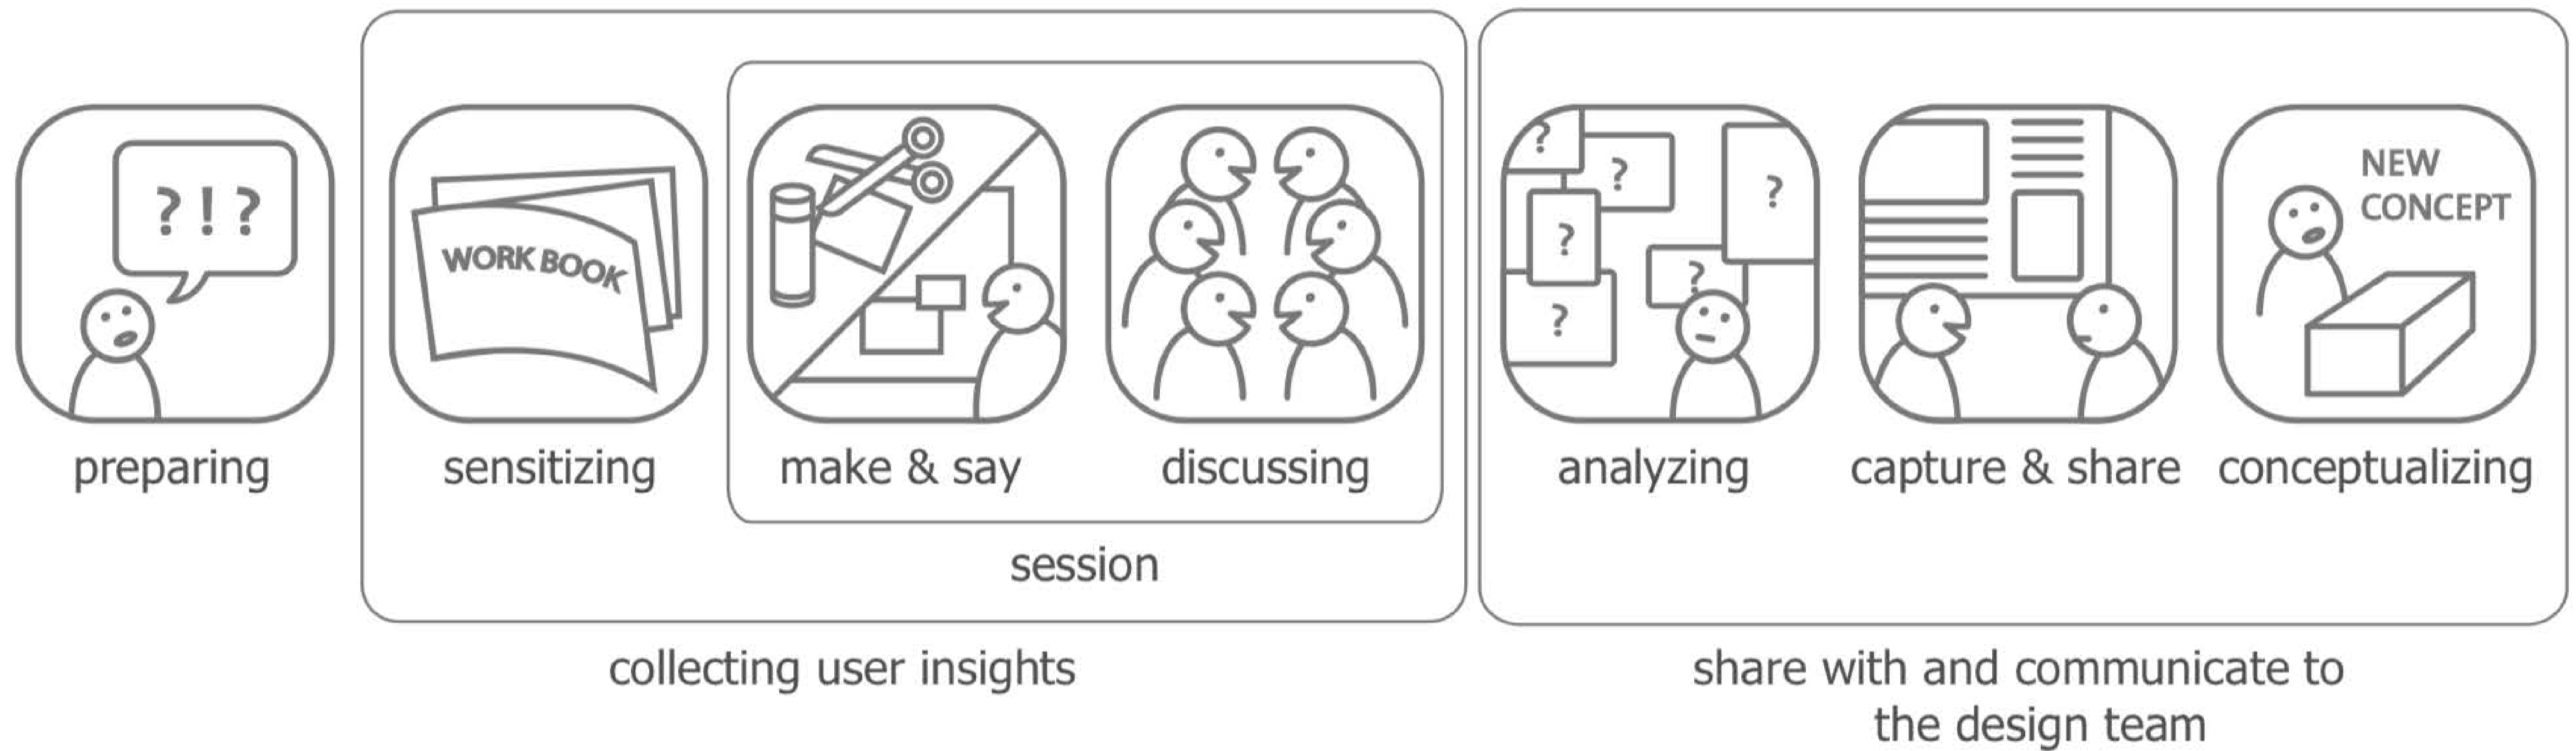 ? ! ?
preparing
WORK BOOK
sensitizing
make & say
discussing
session
collecting user insights
?
?
?
?
?
?
analyzing
capture & share
NEW
CONCEPT
conceptualizing
share with and communicate to
the design team